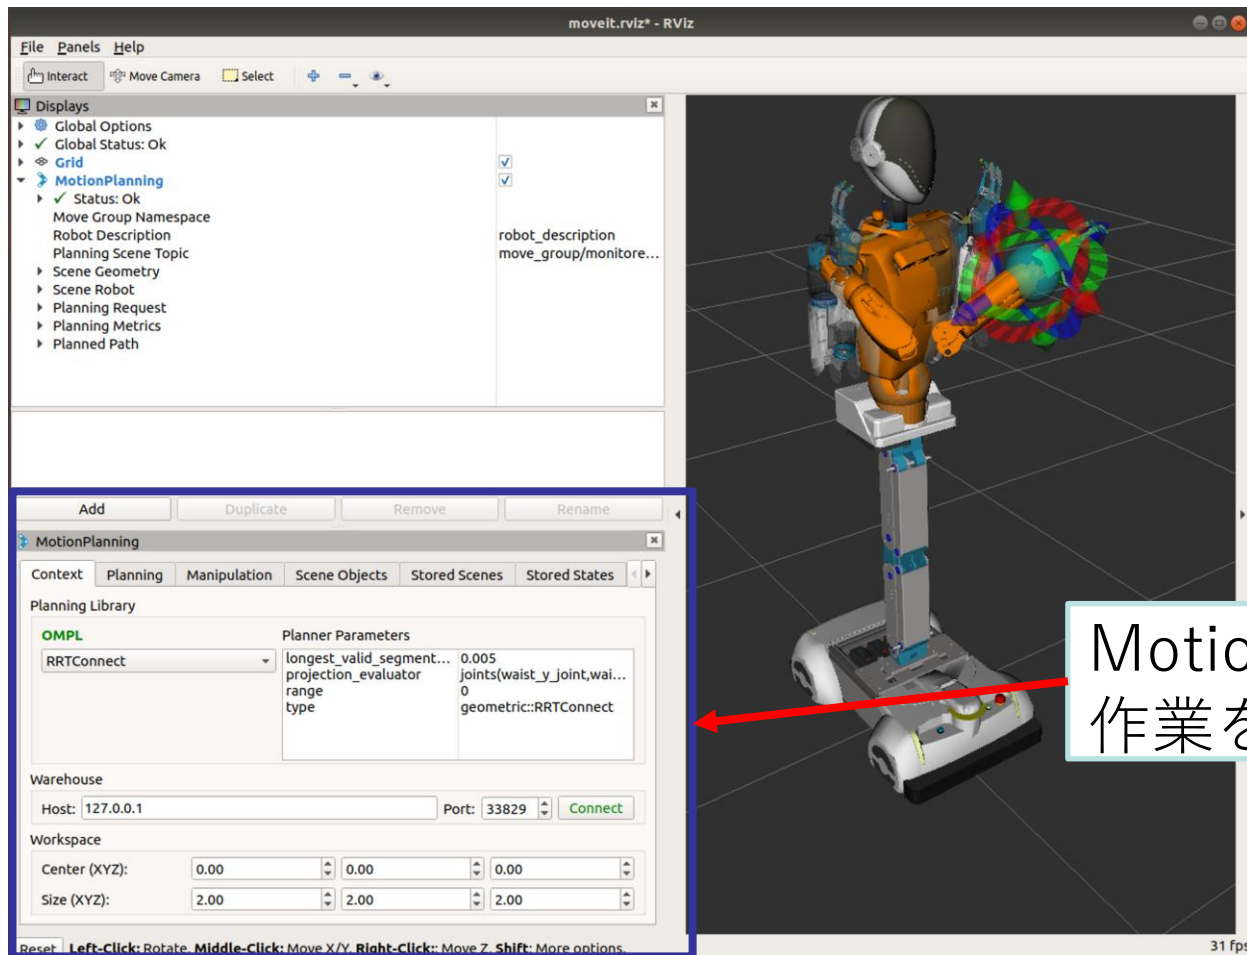 moveit.rviz* - RViz
File Panels Help
Interact Move Camera Select
Displays
Global Options
Global Status: Ok
Grid
MotionPlanning
Status: Ok
Move Group Namespace
Robot Description robot_description
Planning Scene Topic move_group/monitore...
Scene Geometry
Scene Robot
Planning Request
Planning Metrics
Planned Path
Add Duplicate Remove Rename
MotionPlanning
Context Planning Manipulation Scene Objects Stored Scenes Stored States
Planning Library
OMPL Planner Parameters
RRTConnect
longest_valid_segment... 0.005
projection_evaluator joints(waist_y_joint,wai...
range 0
type geometric::RRTConnect
Warehouse
Host: 127.0.0.1 Port: 33829 Connect
Workspace
Center (XYZ): 0.00 0.00 0.00
Size (XYZ): 2.00 2.00 2.00
Reset Left-Click: Rotate. Middle-Click: Move X/Y. Right-Click:: Move Z. Shift: More options.
31 fps
Motio
作業を